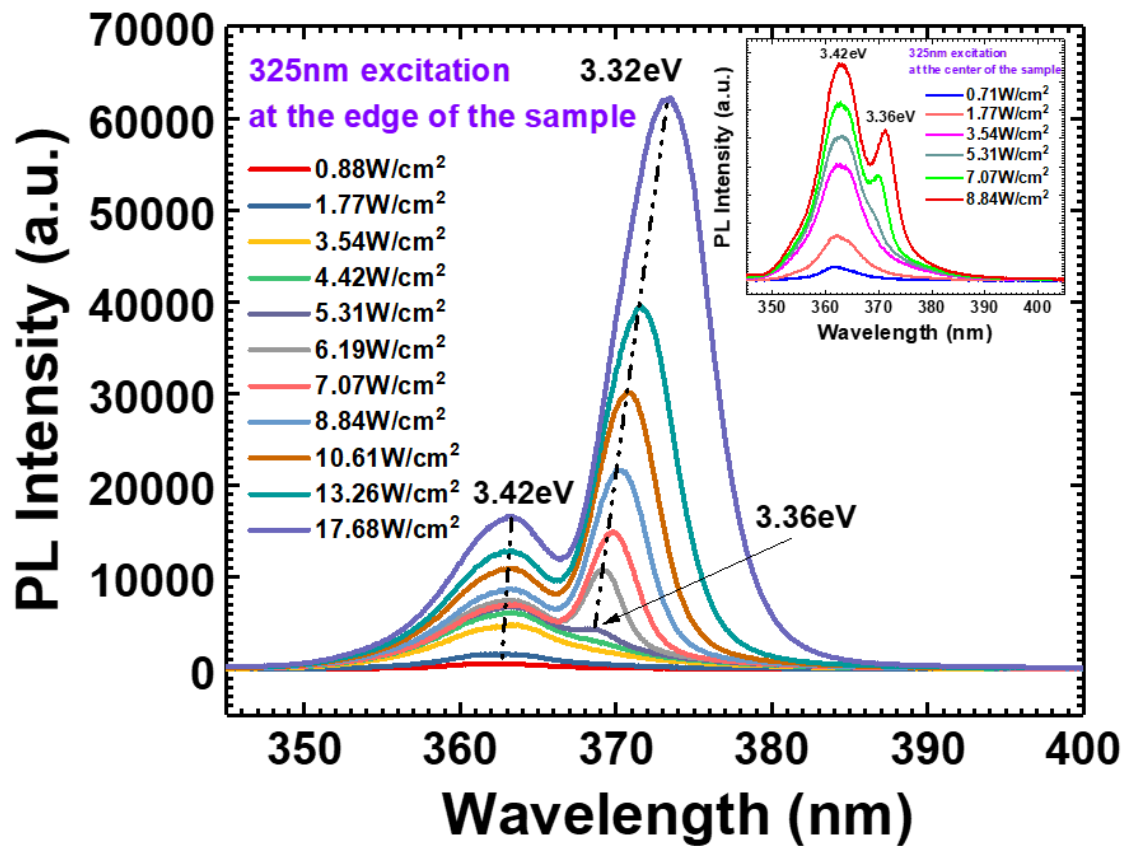 70000
60000
50000
40000
30000
20000
10000
0
PL Intensity (a.u.)
325nm excitation
at the edge of the sample
0.88W/cm²
1.77W/cm²
3.54W/cm²
4.42W/cm²
5.31W/cm²
6.19W/cm²
7.07W/cm²
8.84W/cm²
10.61W/cm²
13.26W/cm²
17.68W/cm²
3.42eV
3.32eV
3.36eV
350 360 370 380 390 400
Wavelength (nm)
PL Intensity (a.u.)
3.42eV
3.36eV
325nm excitation
at the center of the sample
0.71W/cm²
1.77W/cm²
3.54W/cm²
5.31W/cm²
7.07W/cm²
8.84W/cm²
350 360 370 380 390 400
Wavelength (nm)